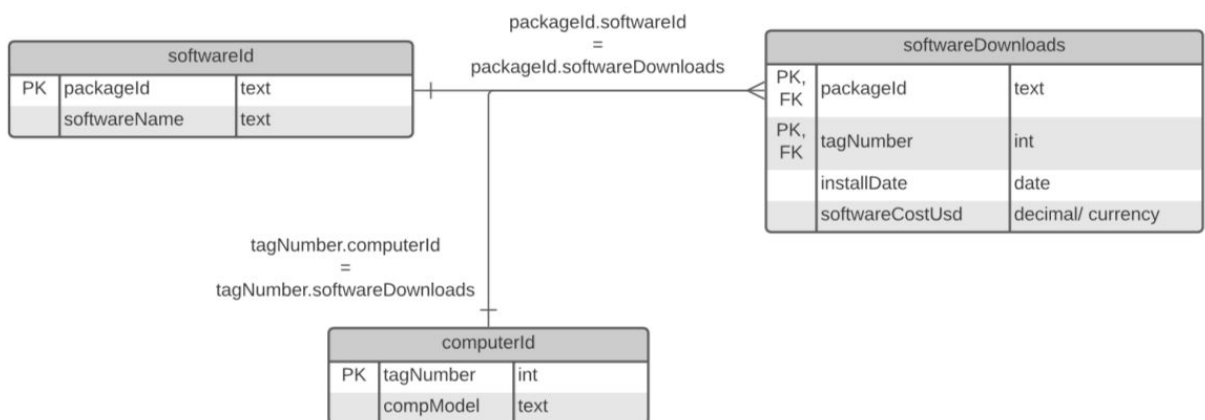 packageId.softwareId
=
packageId.softwareDownloads
softwareId
PK packageId text
softwareName text
softwareDownloads
PK, FK packageId text
PK, FK tagNumber int
installDate date
softwareCostUsd decimal/ currency
tagNumber.computerId
=
tagNumber.softwareDownloads
computerId
PK tagNumber int
compModel text